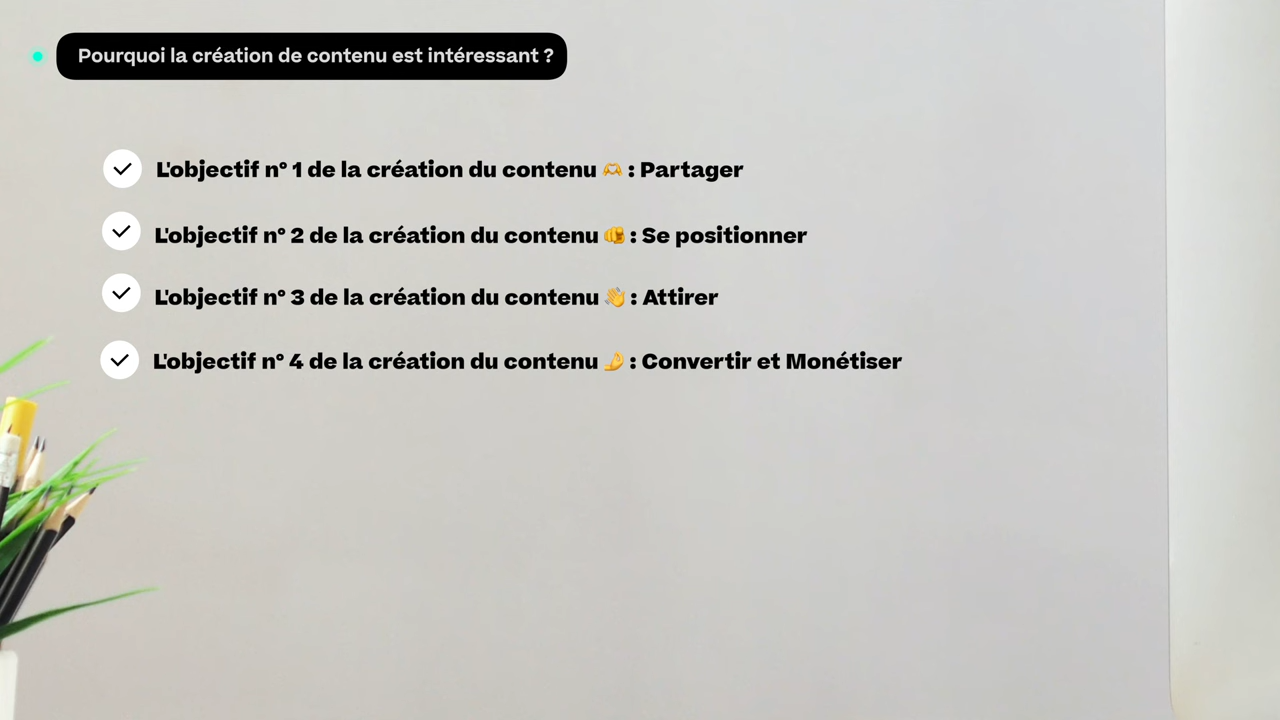 Pourquoi la création de contenu est intéressant ?
L'objectif n° 1 de la création du contenu 🫶 : Partager
L'objectif n° 2 de la création du contenu 🫵 : Se positionner
L'objectif n° 3 de la création du contenu 👋 : Attirer
L'objectif n° 4 de la création du contenu 🤌 : Convertir et Monétiser